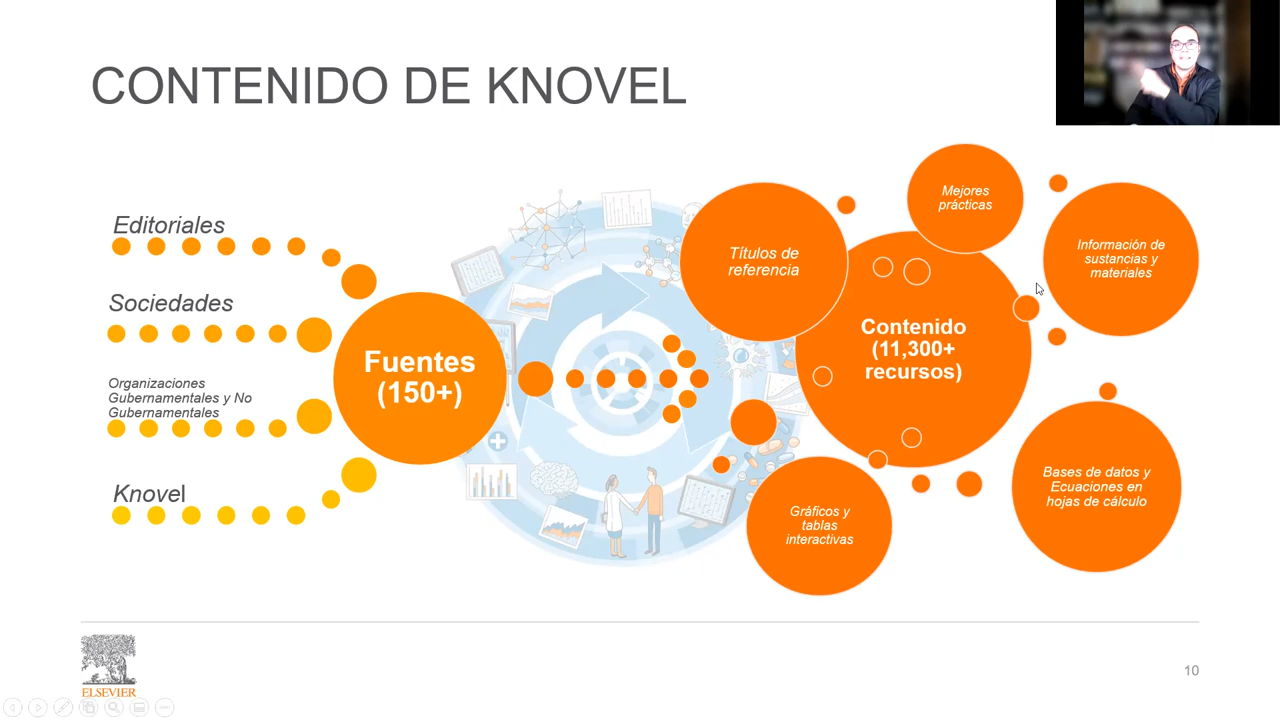 CONTENIDO DE KNOVEL
Editoriales
Sociedades
Organizaciones
Gubernamentales y No
Gubernamentales
Knovel
Fuentes
(150+)
Títulos de
referencia
Mejores
prácticas
Información de
sustancias y
materiales
Contenido
(11,300+
recursos)
Bases de datos y
Ecuaciones en
hojas de cálculo
Gráficos y
tablas
interactivas
ELSEVIER
10